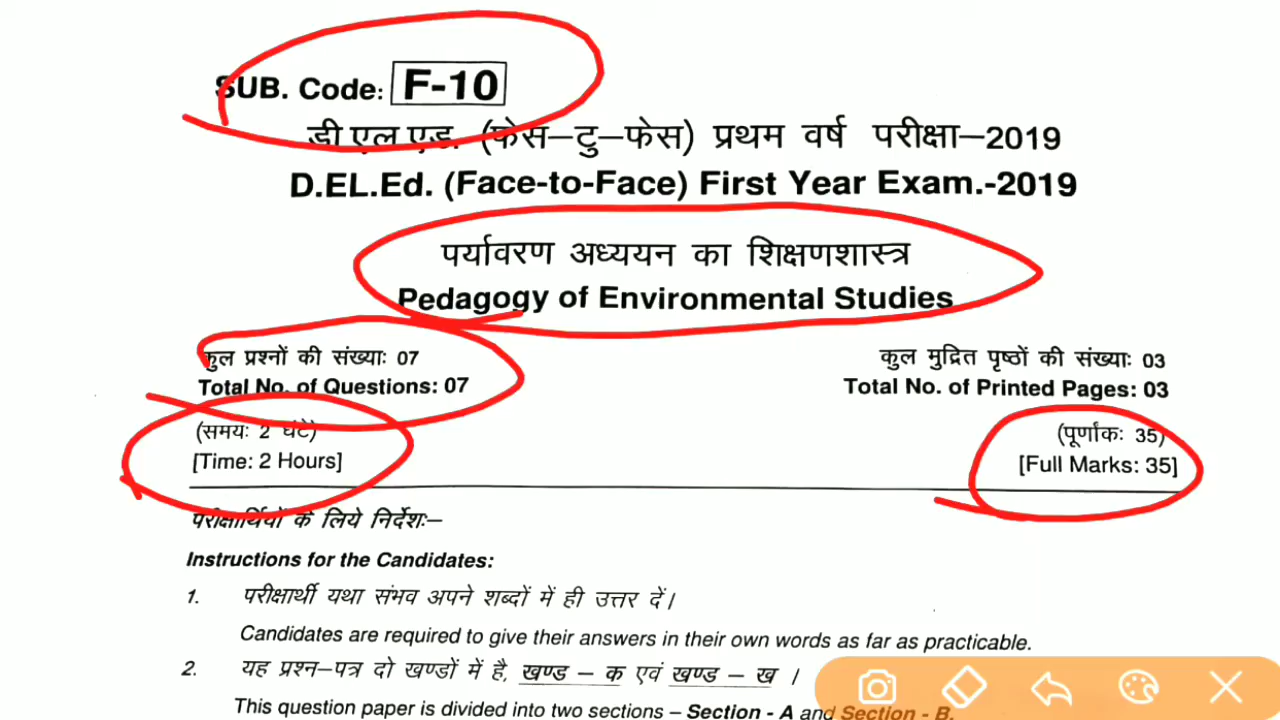 SUB. Code: F-10
डी एल एड. (फेस–टु–फेस) प्रथम वर्ष परीक्षा–2019
D.EL.Ed. (Face-to-Face) First Year Exam.-2019
पर्यावरण अध्ययन का शिक्षणशास्त्र
Pedagogy of Environmental Studies
कुल प्रश्नों की संख्याः 07
कुल मुद्रित पृष्ठों की संख्याः 03
Total No. of Questions: 07
Total No. of Printed Pages: 03
(समयः 2 घंटे)
(पूर्णांकः 35)
[Time: 2 Hours]
[Full Marks: 35]
परीक्षार्थियों के लिये निर्देशः–
Instructions for the Candidates:
1. परीक्षार्थी यथा संभव अपने शब्दों में ही उत्तर दें।
Candidates are required to give their answers in their own words as far as practicable.
2. यह प्रश्न–पत्र दो खण्डों में है, खण्ड – क एवं खण्ड – ख ।
This question paper is divided into two sections – Section - A and Section - B.